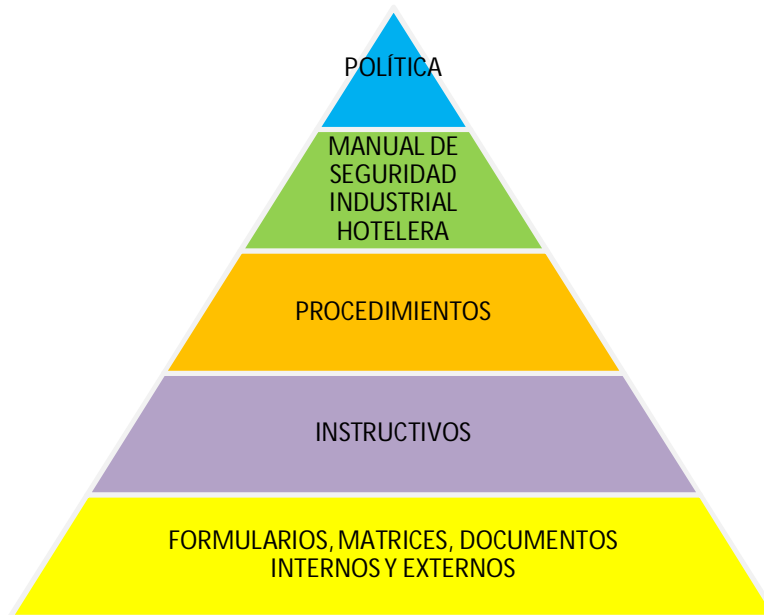 POLÍTICA
MANUAL DE
SEGURIDAD
INDUSTRIAL
HOTELERA
PROCEDIMIENTOS
INSTRUCTIVOS
FORMULARIOS, MATRICES, DOCUMENTOS
INTERNOS Y EXTERNOS